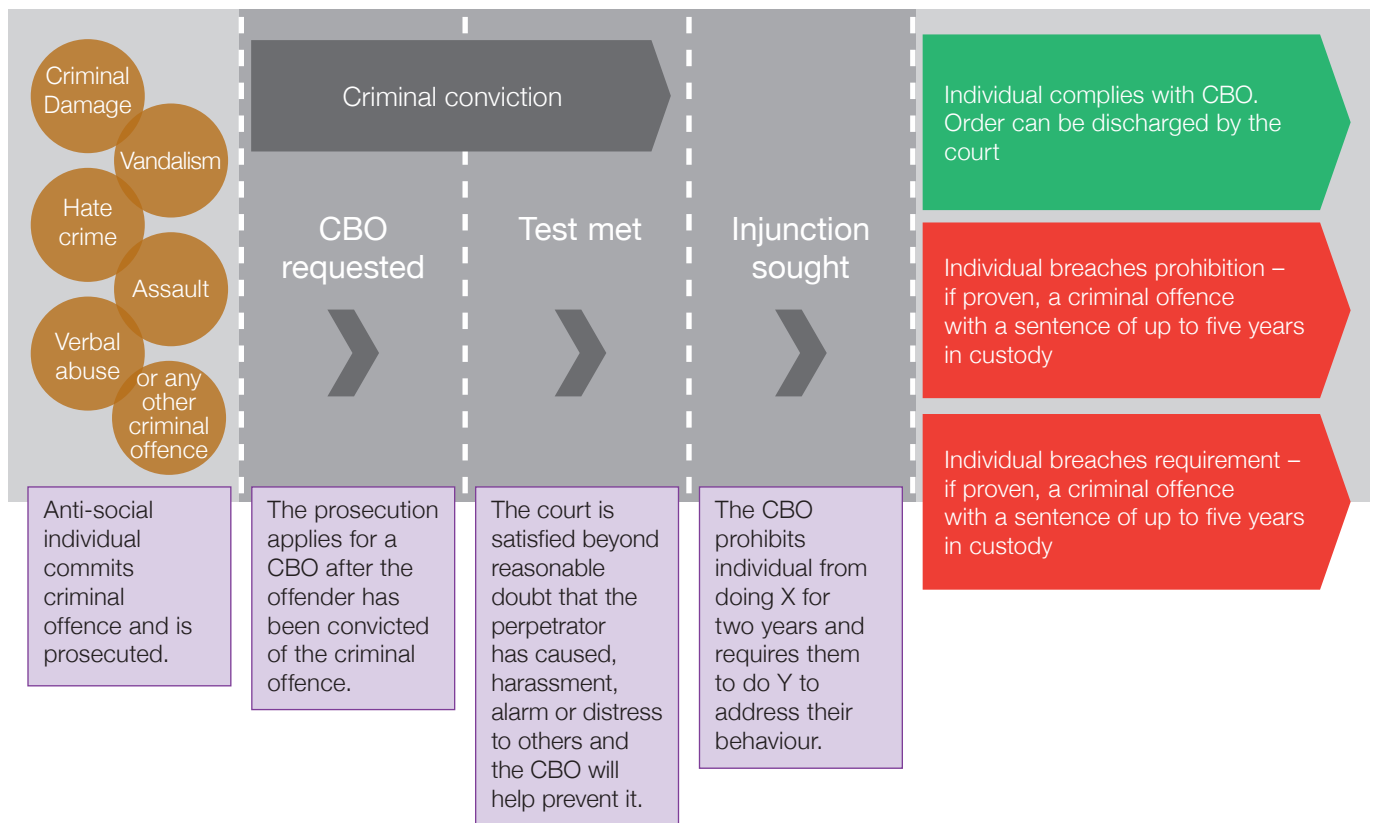 Criminal
Damage
Vandalism
Hate
crime
Assault
Verbal
abuse
or any
other
criminal
offence
Criminal conviction
CBO
requested
Test met
Injunction
sought
Individual complies with CBO.
Order can be discharged by the
court
Individual breaches prohibition –
if proven, a criminal offence
with a sentence of up to five years
in custody
Individual breaches requirement –
if proven, a criminal offence
with a sentence of up to five years
in custody
Anti-social
individual
commits
criminal
offence and is
prosecuted.
The prosecution
applies for a
CBO after the
offender has
been convicted
of the criminal
offence.
The court is
satisfied beyond
reasonable
doubt that the
perpetrator
has caused,
harassment,
alarm or distress
to others and
the CBO will
help prevent it.
The CBO
prohibits
individual from
doing X for
two years and
requires them
to do Y to
address their
behaviour.